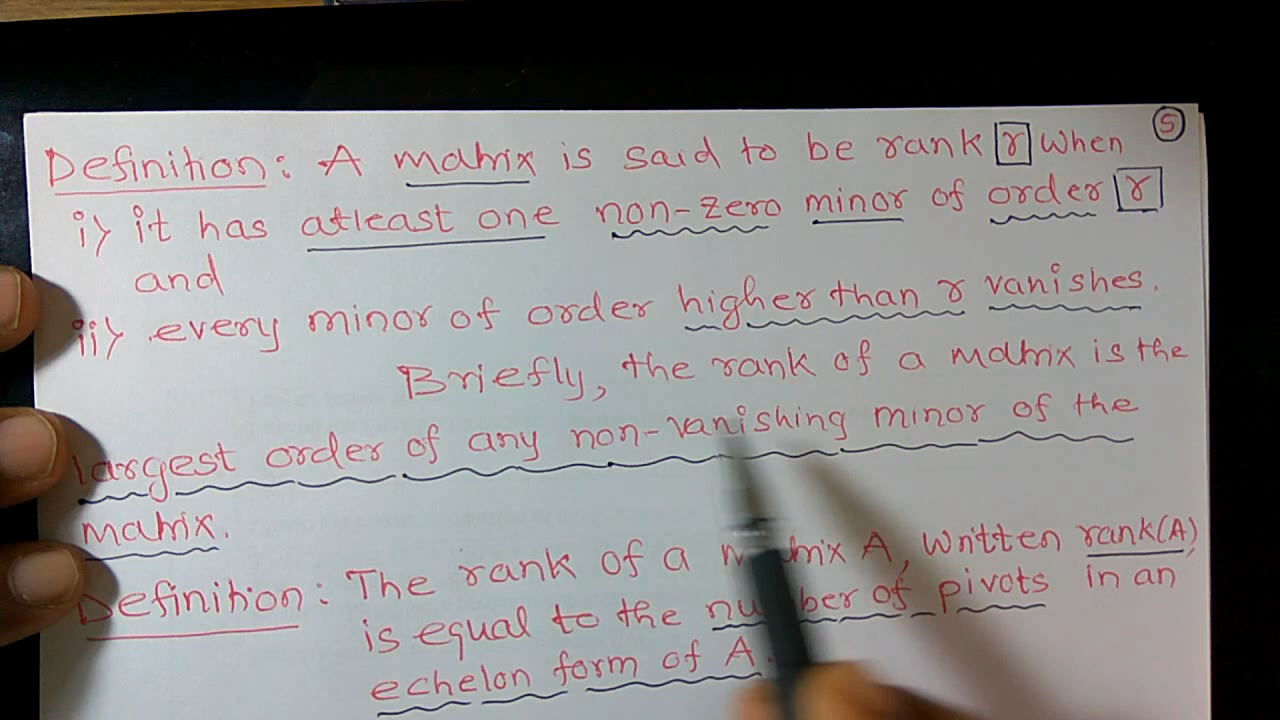 5
Definition: A matrix is said to be rank r when
i) it has atleast one non-zero minor of order r
and
ii) every minor of order higher than r vanishes.
Briefly, the rank of a matrix is the
largest order of any non-vanishing minor of the
matrix.
Definition: The rank of a matrix A, written rank(A)
is equal to the number of pivots in an
echelon form of A.